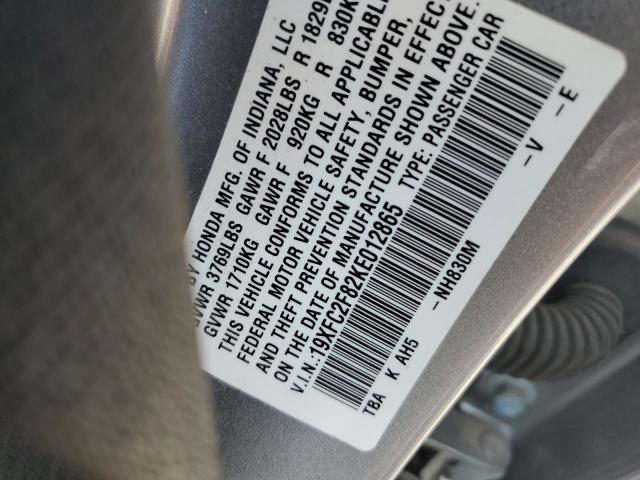 BY HONDA MFG. OF INDIANA, LLC
GVWR 3769LBS GAWR F 2028LBS R 1829
GVWR 1710KG GAWR F 920KG R 830K
THIS VEHICLE CONFORMS TO ALL APPLICABLE
FEDERAL MOTOR VEHICLE SAFETY, BUMPER,
AND THEFT PREVENTION STANDARDS IN EFFECT
ON THE DATE OF MANUFACTURE SHOWN ABOVE.
V.I.N.:19XFC2F82KE012865 TYPE: PASSENGER CAR
TBA K AH5 -NH830M -V -E